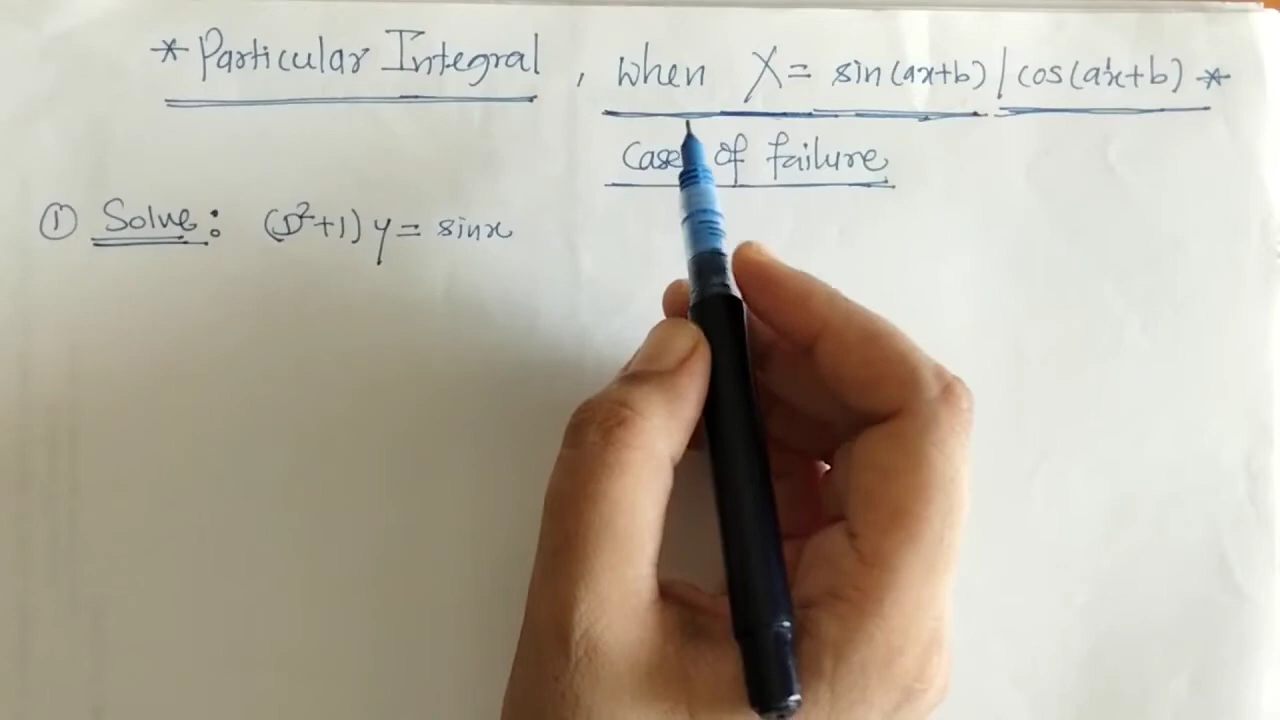 * Particular Integral, when X = sin(ax+b) | cos(ax+b) *
Case of failure
① Solve: (D²+1) y = sinx